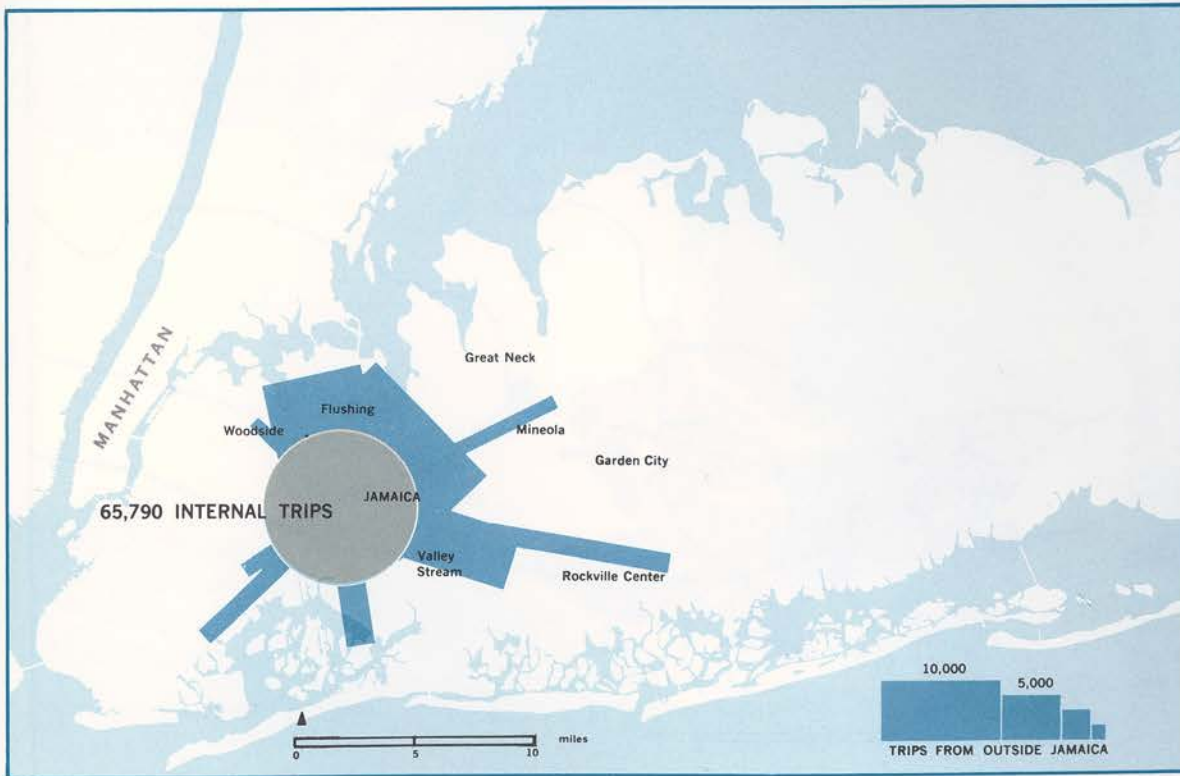 MANHATTAN
Great Neck
Flushing
Woodside
Mineola
Garden City
JAMAICA
65,790 INTERNAL TRIPS
Valley
Stream
Rockville Center
10,000
5,000
TRIPS FROM OUTSIDE JAMAICA
miles
0 5 10